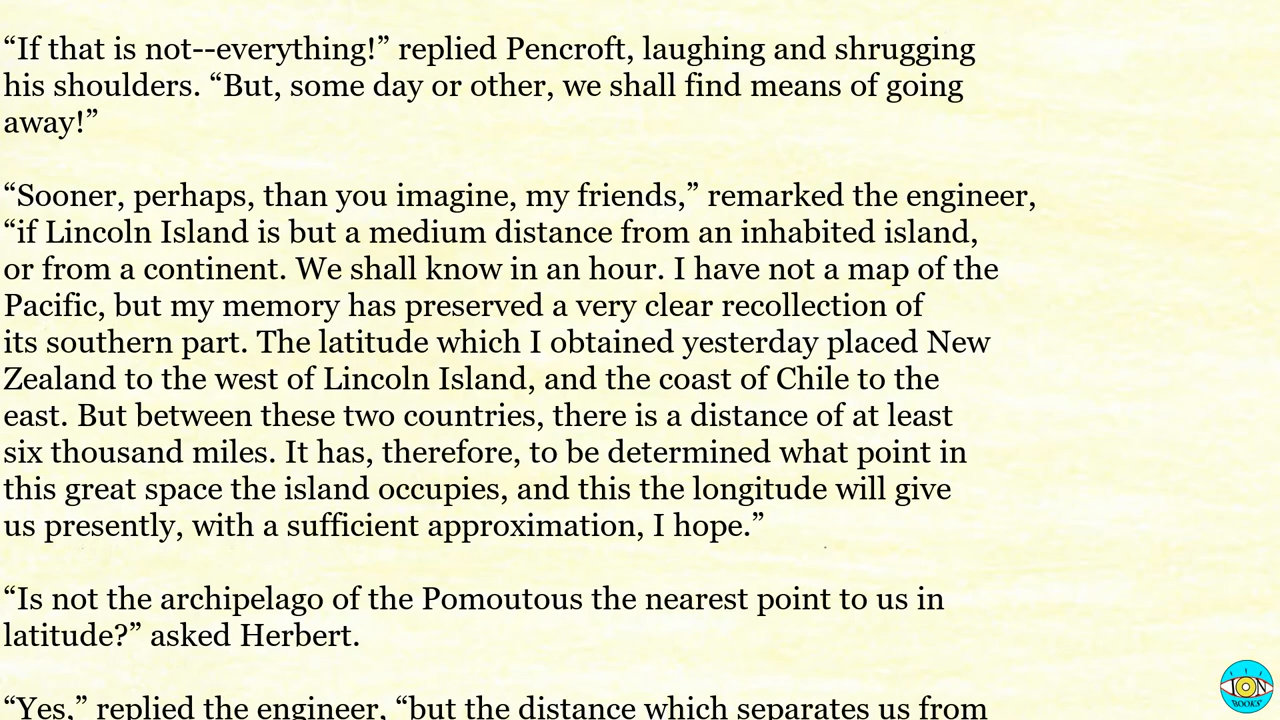 “If that is not--everything!” replied Pencroft, laughing and shrugging
his shoulders. “But, some day or other, we shall find means of going
away!”
“Sooner, perhaps, than you imagine, my friends,” remarked the engineer,
“if Lincoln Island is but a medium distance from an inhabited island,
or from a continent. We shall know in an hour. I have not a map of the
Pacific, but my memory has preserved a very clear recollection of
its southern part. The latitude which I obtained yesterday placed New
Zealand to the west of Lincoln Island, and the coast of Chile to the
east. But between these two countries, there is a distance of at least
six thousand miles. It has, therefore, to be determined what point in
this great space the island occupies, and this the longitude will give
us presently, with a sufficient approximation, I hope.”
“Is not the archipelago of the Pomoutous the nearest point to us in
latitude?” asked Herbert.
“Yes,” replied the engineer, “but the distance which separates us from
ION
BOOKS